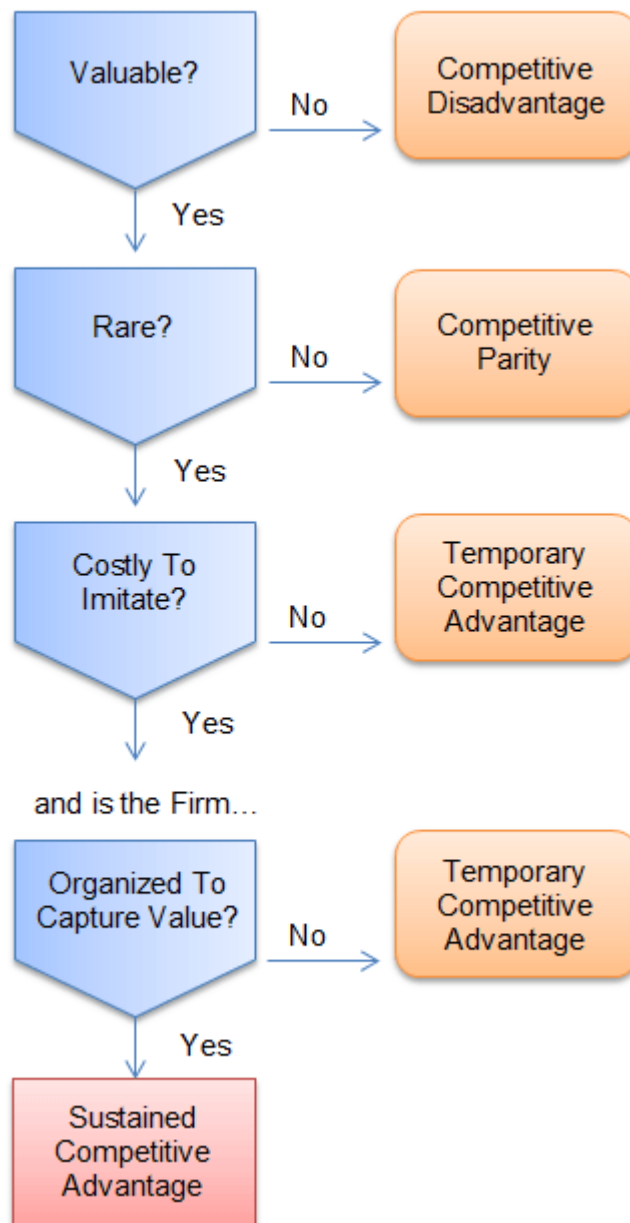 Valuable?
No
Competitive
Disadvantage
Yes
Rare?
No
Competitive
Parity
Yes
Costly To
Imitate?
No
Temporary
Competitive
Advantage
Yes
and is the Firm...
Organized To
Capture Value?
No
Temporary
Competitive
Advantage
Yes
Sustained
Competitive
Advantage